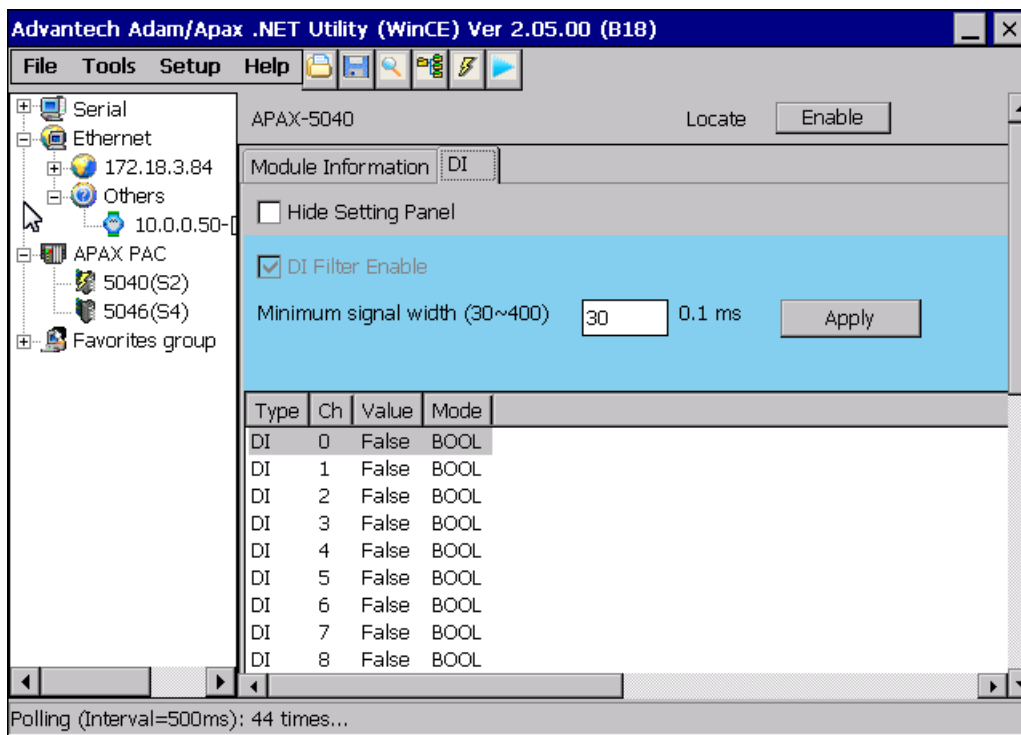 Advantech Adam/Apax .NET Utility (WinCE) Ver 2.05.00 (B18)
File Tools Setup Help
Serial
Ethernet
172.18.3.84
Others
10.0.0.50-
APAX PAC
5040(S2)
5046(S4)
Favorites group
APAX-5040 Locate Enable
Module Information DI
Hide Setting Panel
DI Filter Enable
Minimum signal width (30~400) 30 0.1 ms Apply
Type Ch Value Mode
DI 0 False BOOL
DI 1 False BOOL
DI 2 False BOOL
DI 3 False BOOL
DI 4 False BOOL
DI 5 False BOOL
DI 6 False BOOL
DI 7 False BOOL
DI 8 False BOOL
Polling (Interval=500ms): 44 times...